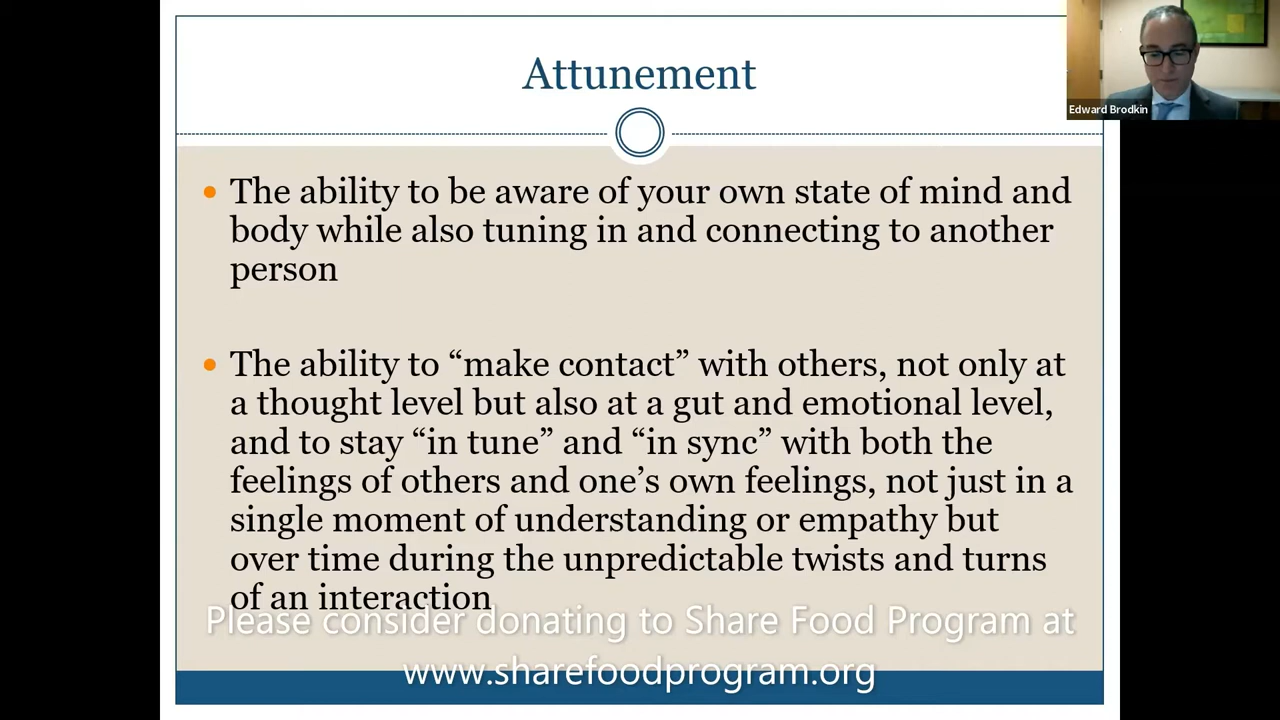 Attunement
Edward Brodkin
• The ability to be aware of your own state of mind and
body while also tuning in and connecting to another
person
• The ability to “make contact” with others, not only at
a thought level but also at a gut and emotional level,
and to stay “in tune” and “in sync” with both the
feelings of others and one’s own feelings, not just in a
single moment of understanding or empathy but
over time during the unpredictable twists and turns
of an interaction
Please consider donating to Share Food Program at
www.sharefoodprogram.org